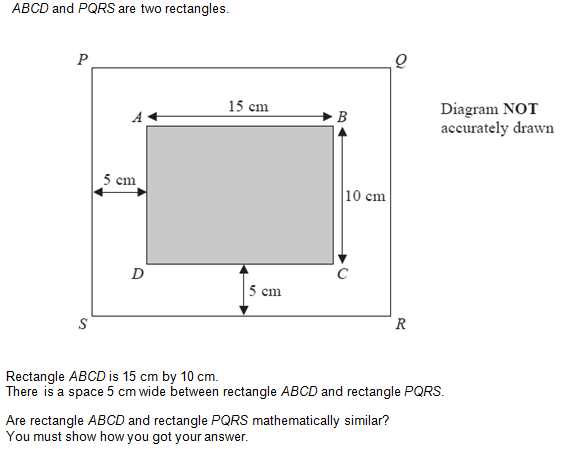 ABCD and PQRS are two rectangles.
P
Q
15 cm
A
B
Diagram NOT
accurately drawn
5 cm
10 cm
D
C
5 cm
S
R
Rectangle ABCD is 15 cm by 10 cm.
There is a space 5 cm wide between rectangle ABCD and rectangle PQRS.
Are rectangle ABCD and rectangle PQRS mathematically similar?
You must show how you got your answer.